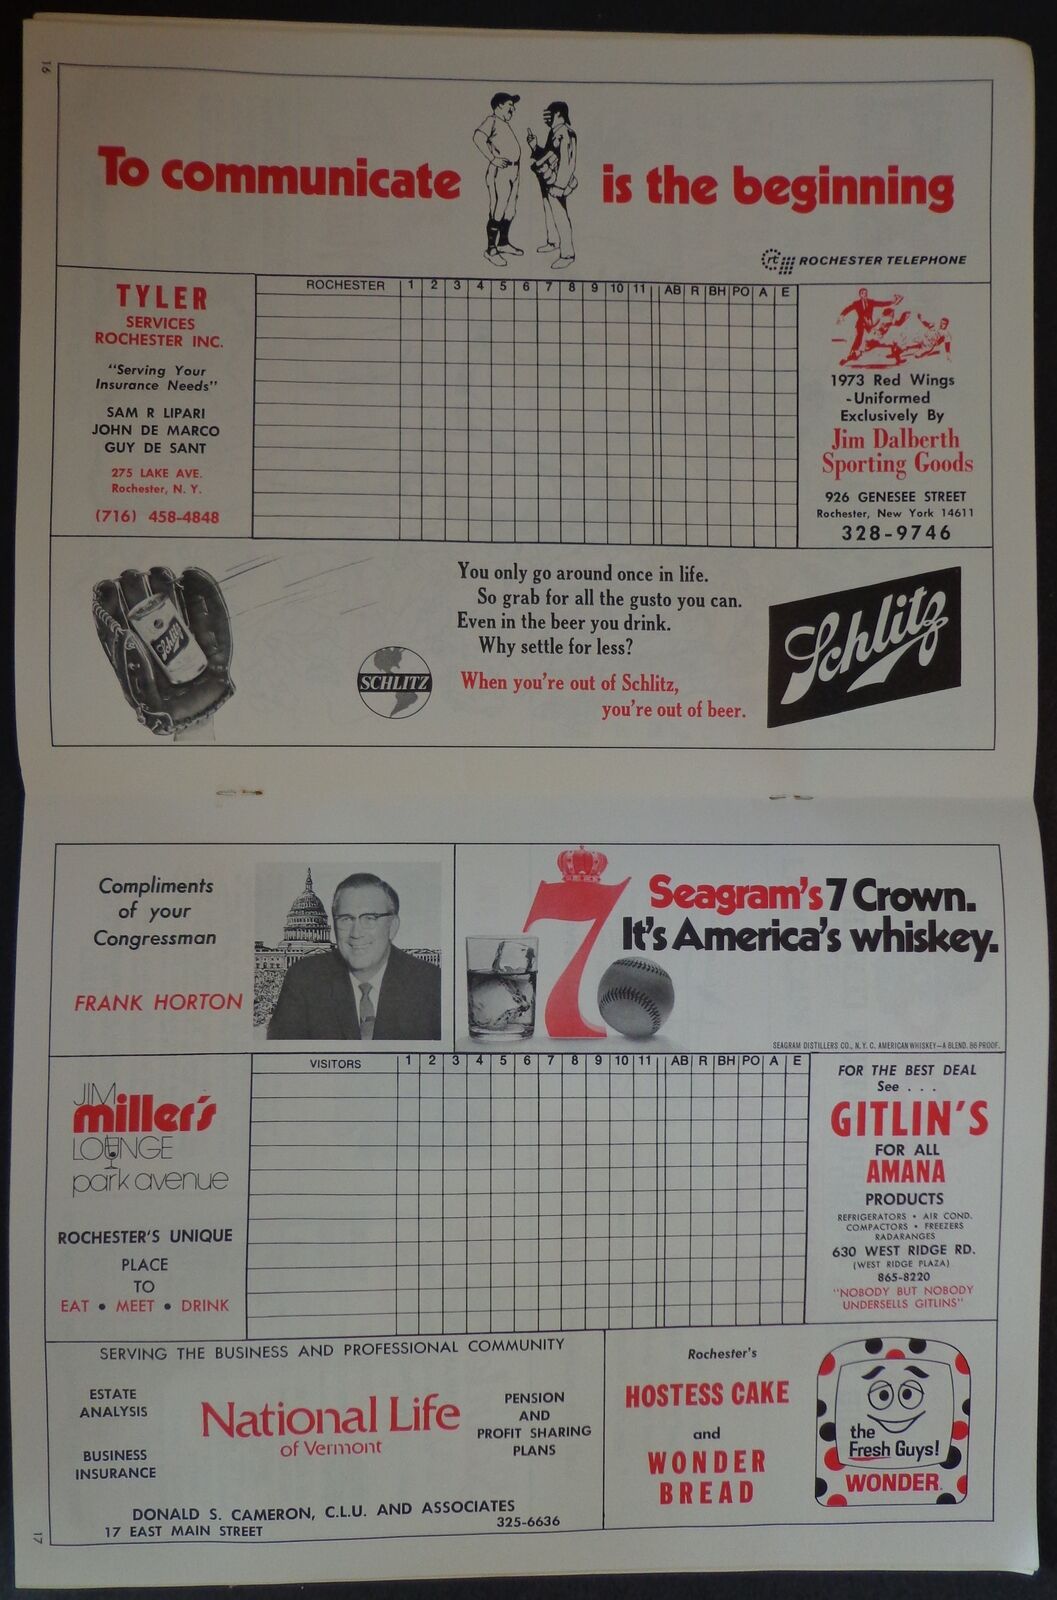 16
To communicate is the beginning
rt ROCHESTER TELEPHONE
TYLER
SERVICES
ROCHESTER INC.
"Serving Your
Insurance Needs"
SAM R LIPARI
JOHN DE MARCO
GUY DE SANT
275 LAKE AVE.
Rochester, N. Y.
(716) 458-4848
ROCHESTER 1 2 3 4 5 6 7 8 9 10 11 AB R BH PO A E
1973 Red Wings
-Uniformed
Exclusively By
Jim Dalberth
Sporting Goods
926 GENESEE STREET
Rochester, New York 14611
328-9746
Schlitz
SCHLITZ
You only go around once in life.
So grab for all the gusto you can.
Even in the beer you drink.
Why settle for less?
When you're out of Schlitz,
you're out of beer.
Schlitz
Compliments
of your
Congressman
FRANK HORTON
7
Seagram's 7 Crown.
It's America's whiskey.
SEAGRAM DISTILLERS CO., N. Y. C. AMERICAN WHISKEY—A BLEND. 86 PROOF.
JIM
miller's
LOUNGE
park avenue
ROCHESTER'S UNIQUE
PLACE
TO
EAT • MEET • DRINK
VISITORS 1 2 3 4 5 6 7 8 9 10 11 AB R BH PO A E
FOR THE BEST DEAL
See . . .
GITLIN'S
FOR ALL
AMANA
PRODUCTS
REFRIGERATORS • AIR COND.
COMPACTORS • FREEZERS
RADARANGES
630 WEST RIDGE RD.
(WEST RIDGE PLAZA)
865-8220
"NOBODY BUT NOBODY
UNDERSELLS GITLINS"
SERVING THE BUSINESS AND PROFESSIONAL COMMUNITY
ESTATE
ANALYSIS
BUSINESS
INSURANCE
National Life
of Vermont
PENSION
AND
PROFIT SHARING
PLANS
DONALD S. CAMERON, C.L.U. AND ASSOCIATES
17 EAST MAIN STREET 325-6636
Rochester's
HOSTESS CAKE
and
WONDER
BREAD
the
Fresh Guys!
WONDER
17